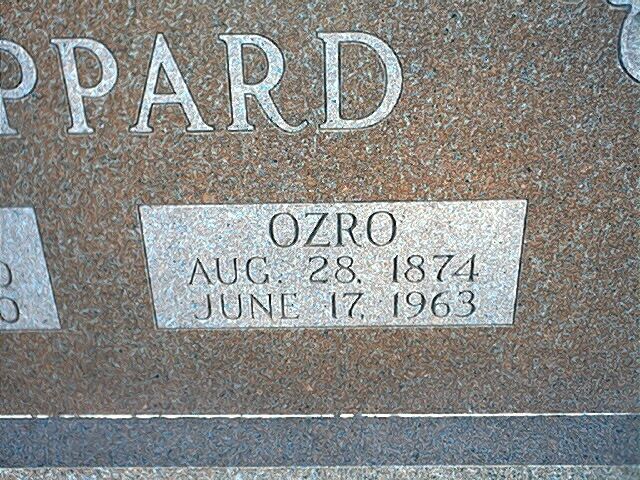 PPARD
OZRO
AUG. 28, 1874
JUNE 17, 1963